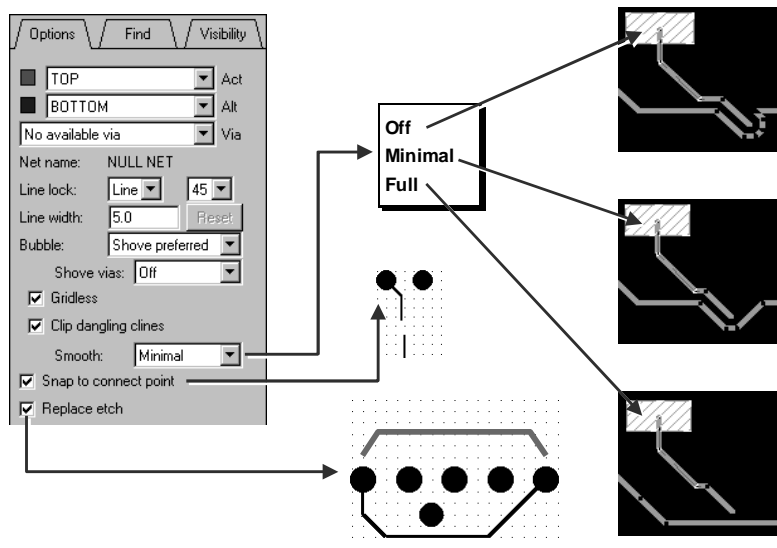 Options Find Visibility
TOP Act
BOTTOM Alt
No available via Via
Net name: NULL NET
Line lock: Line 45
Line width: 5.0 Reset
Bubble: Shove preferred
Shove vias: Off
Gridless
Clip dangling clines
Smooth: Minimal
Snap to connect point
Replace etch
Off
Minimal
Full